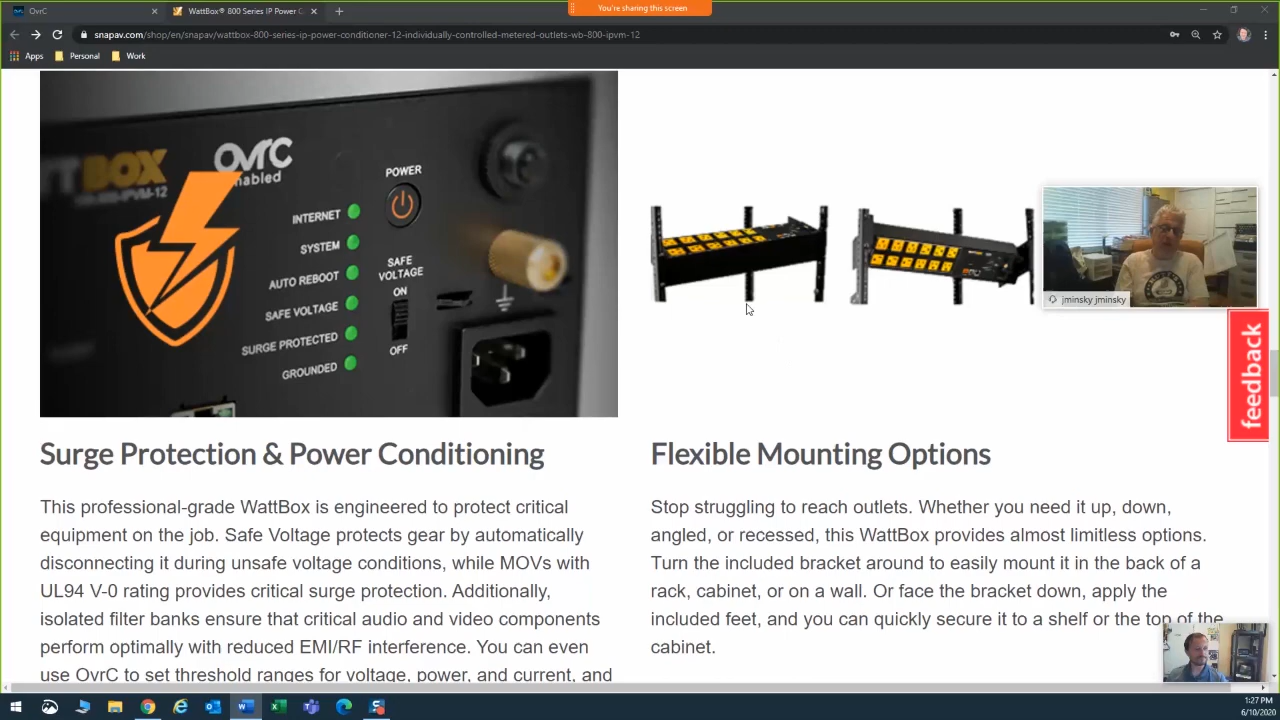 OvrC
WattBox® 800 Series IP Power C
You're sharing this screen
snapav.com/shop/en/snapav/wattbox-800-series-ip-power-conditioner-12-individually-controlled-metered-outlets-wb-800-ipvm-12
Apps Personal Work
TT BOX
OvrC
enabled
POWER
INTERNET
SYSTEM
AUTO REBOOT
SAFE VOLTAGE
SURGE PROTECTED
GROUNDED
SAFE
VOLTAGE
ON
OFF
jminsky jminsky
feedback
Surge Protection & Power Conditioning
This professional-grade WattBox is engineered to protect critical
equipment on the job. Safe Voltage protects gear by automatically
disconnecting it during unsafe voltage conditions, while MOVs with
UL94 V-0 rating provides critical surge protection. Additionally,
isolated filter banks ensure that critical audio and video components
perform optimally with reduced EMI/RF interference. You can even
use OvrC to set threshold ranges for voltage, power, and current, and
Flexible Mounting Options
Stop struggling to reach outlets. Whether you need it up, down,
angled, or recessed, this WattBox provides almost limitless options.
Turn the included bracket around to easily mount it in the back of a
rack, cabinet, or on a wall. Or face the bracket down, apply the
included feet, and you can quickly secure it to a shelf or the top of the
cabinet.
1:27 PM
6/10/2020